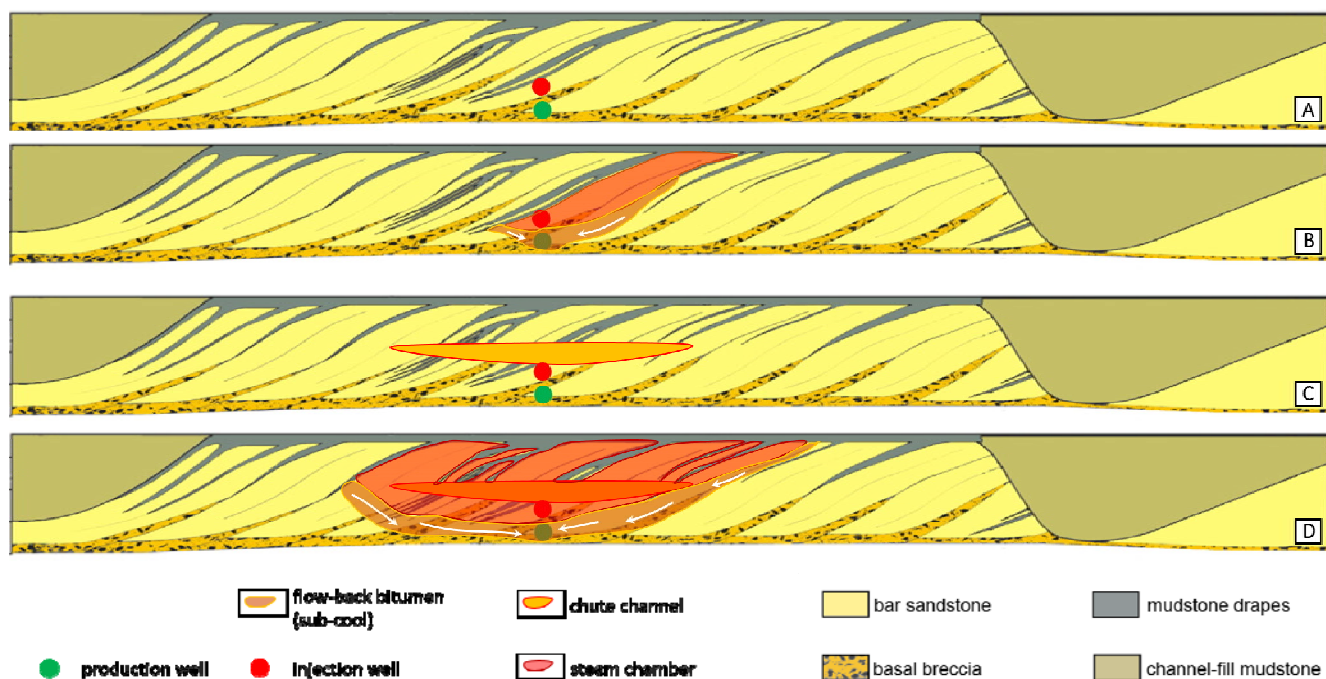 A
B
C
D
flow-back bitumen
(sub-cool)
chute channel
bar sandstone
mudstone drapes
production well
injection well
steam chamber
basal breccia
channel-fill mudstone